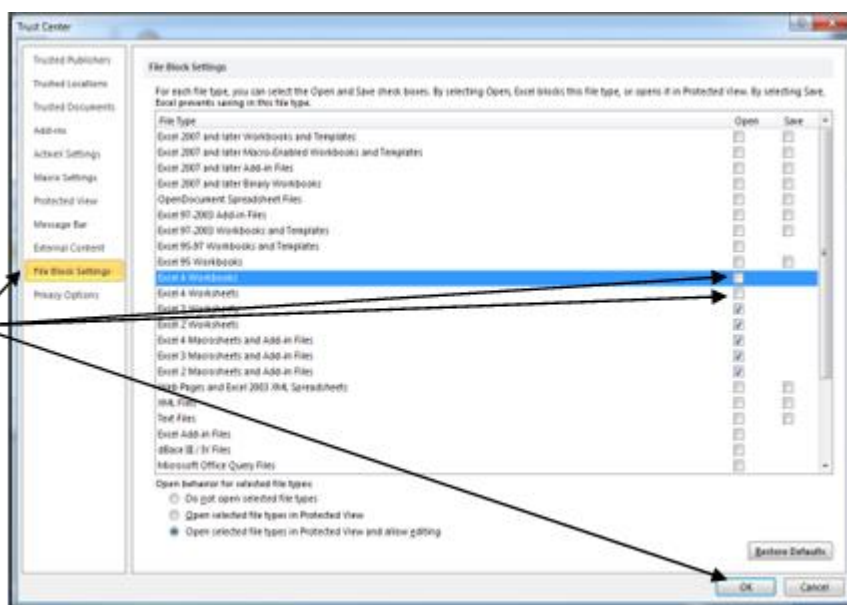 Trust Center
Trusted Publishers
Trusted Locations
Trusted Documents
Add-ins
ActiveX Settings
Macro Settings
Protected View
Message Bar
External Content
File Block Settings
Privacy Options
File Block Settings
For each file type, you can select the Open and Save check boxes. By selecting Open, Excel blocks this file type, or opens it in Protected View. By selecting Save,
Excel prevents saving in this file type.
File Type Open Save
Excel 2007 and later Workbooks and Templates
Excel 2007 and later Macro-Enabled Workbooks and Templates
Excel 2007 and later Add-in Files
Excel 2007 and later Binary Workbooks
OpenDocument Spreadsheet Files
Excel 97-2003 Add-in Files
Excel 97-2003 Workbooks and Templates
Excel 95-97 Workbooks and Templates
Excel 95 Workbooks
Excel 4 Workbooks
Excel 4 Worksheets
Excel 3 Worksheets
Excel 2 Worksheets
Excel 4 Macrosheets and Add-in Files
Excel 3 Macrosheets and Add-in Files
Excel 2 Macrosheets and Add-in Files
Web Pages and Excel 2003 XML Spreadsheets
XML Files
Text Files
Excel Add-in Files
dBase III / IV Files
Microsoft Office Query Files
Open behavior for selected file types:
Do not open selected file types
Open selected file types in Protected View
Open selected file types in Protected View and allow editing
Restore Defaults
OK Cancel